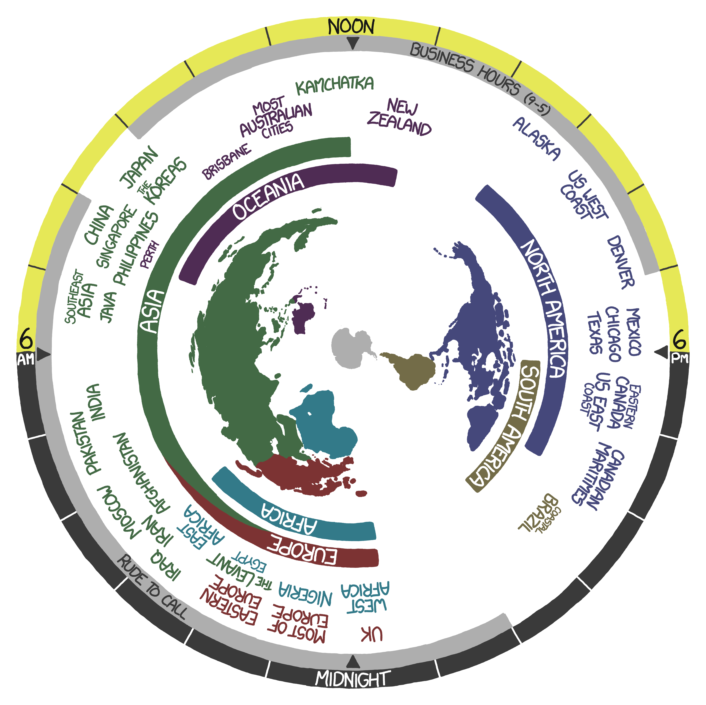 NOON
BUSINESS HOURS (9-5)
KAMCHATKA
MOST
AUSTRALIAN
CITIES
NEW
ZEALAND
BRISBANE
ALASKA
US WEST
COAST
DENVER
JAPAN
THE
KOREAS
CHINA
SINGAPORE
PHILIPPINES
PERTH
SOUTHEAST
ASIA
JAVA
OCEANIA
ASIA
NORTH AMERICA
SOUTH AMERICA
AFRICA
EUROPE
6
AM
6
PM
MEXICO
CHICAGO
TEXAS
EASTERN
CANADA
US EAST
COAST
CANADIAN
MARITIMES
COASTAL
BRAZIL
INDIA
PAKISTAN
AFGHANISTAN
MOSCOW
IRAN
IRAQ
EAST
AFRICA
EGYPT
THE LEVANT
EASTERN
EUROPE
NIGERIA
MOST OF
EUROPE
WEST
AFRICA
UK
RUDE TO CALL
MIDNIGHT